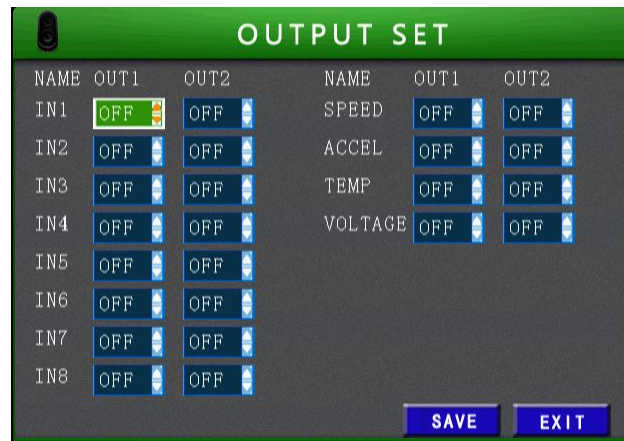 OUTPUT SET
NAME OUT1 OUT2 NAME OUT1 OUT2
IN1 OFF OFF SPEED OFF OFF
IN2 OFF OFF ACCEL OFF OFF
IN3 OFF OFF TEMP OFF OFF
IN4 OFF OFF VOLTAGE OFF OFF
IN5 OFF OFF
IN6 OFF OFF
IN7 OFF OFF
IN8 OFF OFF
SAVE EXIT